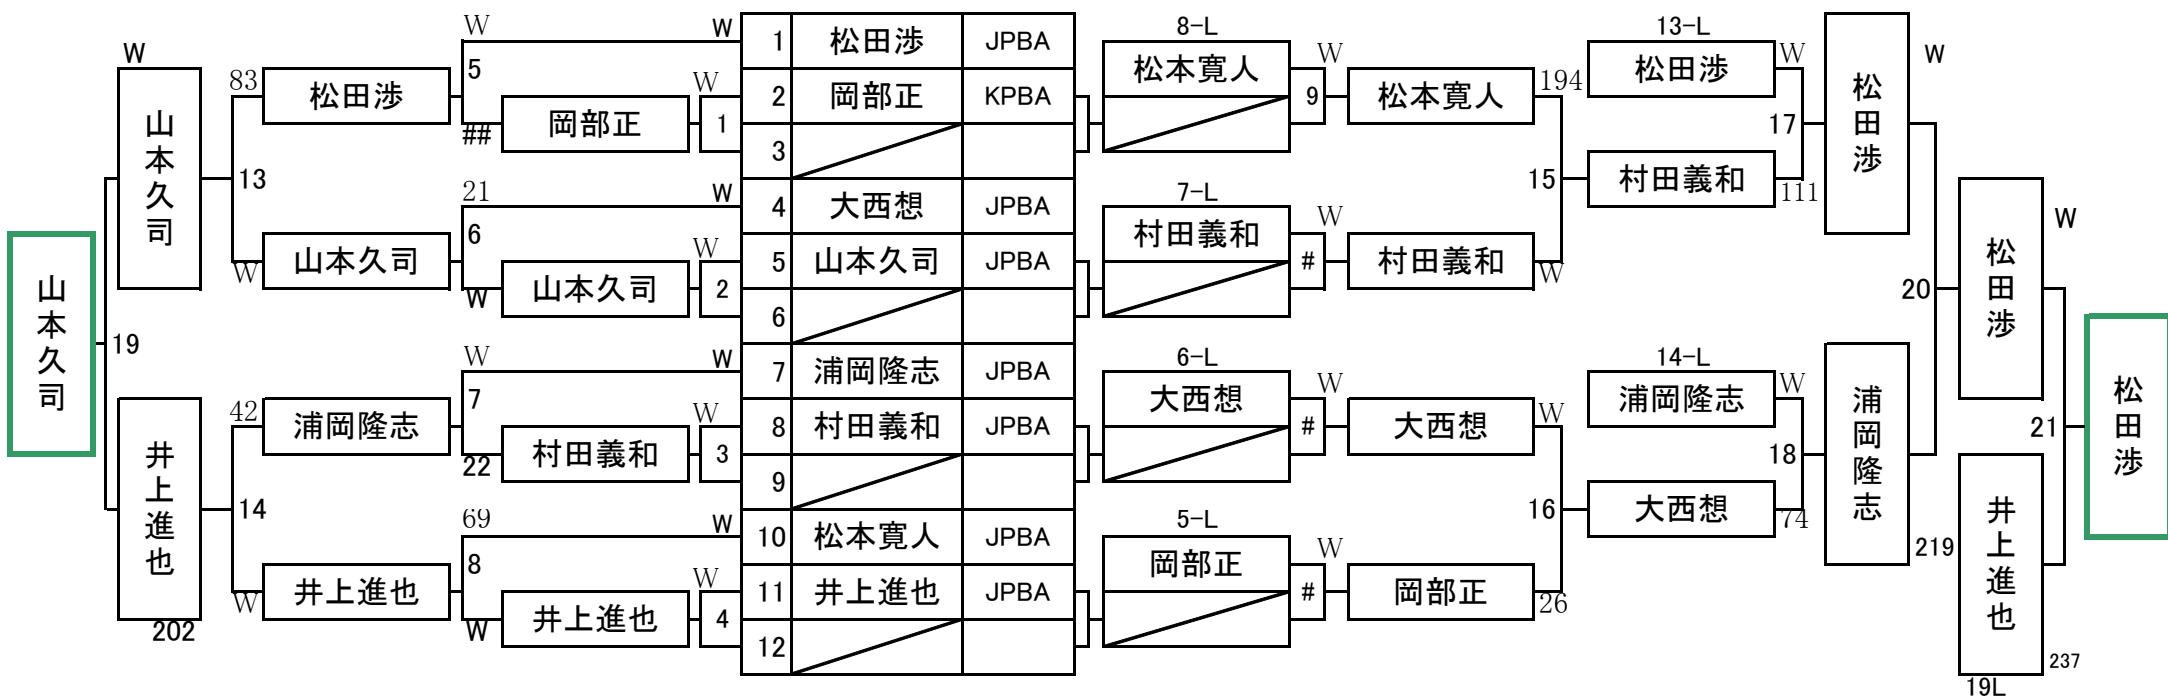 W
山本久司
山本久司
19
井上進也
202
83
松田渉
13
山本久司
W
42
浦岡隆志
14
井上進也
W
W
5
##
岡部正
W
1
21
6
W
山本久司
W
2
W
7
22
村田義和
W
3
69
8
W
井上進也
W
4
W
1 松田渉 JPBA
2 岡部正 KPBA
3
W
4 大西想 JPBA
5 山本久司 JPBA
6
W
7 浦岡隆志 JPBA
8 村田義和 JPBA
9
W
10 松本寛人 JPBA
11 井上進也 JPBA
12
8-L
松本寛人
W
9
松本寛人
194
7-L
村田義和
W
#
村田義和
W
15
6-L
大西想
W
#
大西想
W
5-L
岡部正
W
#
岡部正
26
16
13-L
松田渉
W
17
村田義和
111
14-L
浦岡隆志
W
18
大西想
74
松田渉
W
20
浦岡隆志
219
松田渉
W
21
井上進也
237
19L
松田渉